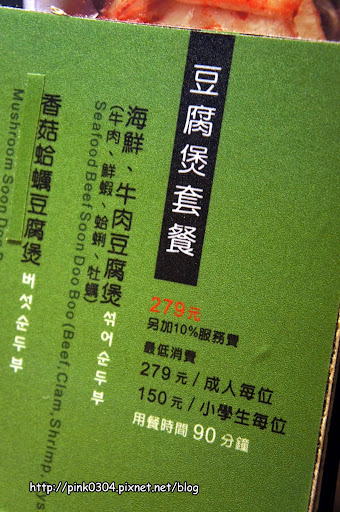 豆腐煲套餐
279元
另加10%服務費
最低消費
279元/成人每位
150元/小學生每位
用餐時間90分鐘
海鮮、牛肉豆腐煲 섞어순두부
(牛肉、鮮蝦、蛤蜊、牡蠣)
Seafood Beef Soon Doo Boo (Beef, Clam, Shrimp,
香菇蛤蠣豆腐煲 버섯순두부
Mushroom Soon Doo
http://pink0304.pixnet.net/blog